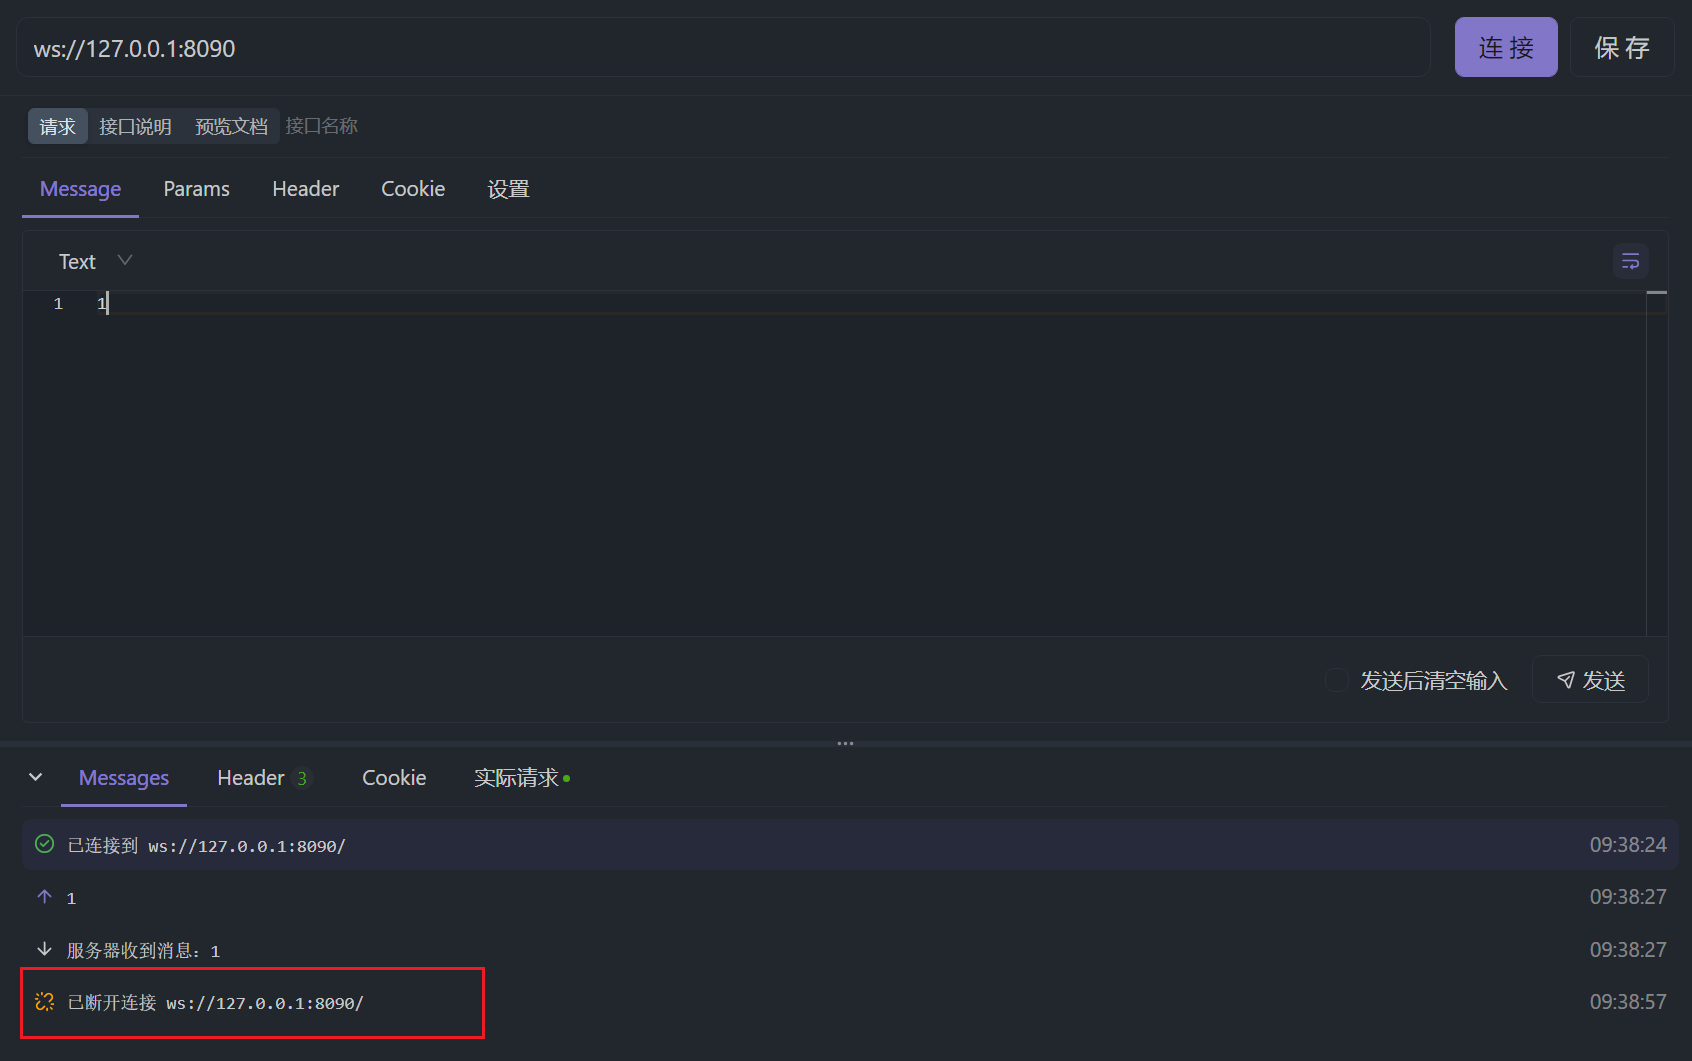 ws://127.0.0.1:8090 连接 保存
请求 接口说明 预览文档 接口名称
Message Params Header Cookie 设置
Text
1 1
发送后清空输入 发送
Messages Header 3 Cookie 实际请求
已连接到 ws://127.0.0.1:8090/ 09:38:24
1 09:38:27
服务器收到消息: 1 09:38:27
已断开连接 ws://127.0.0.1:8090/ 09:38:57